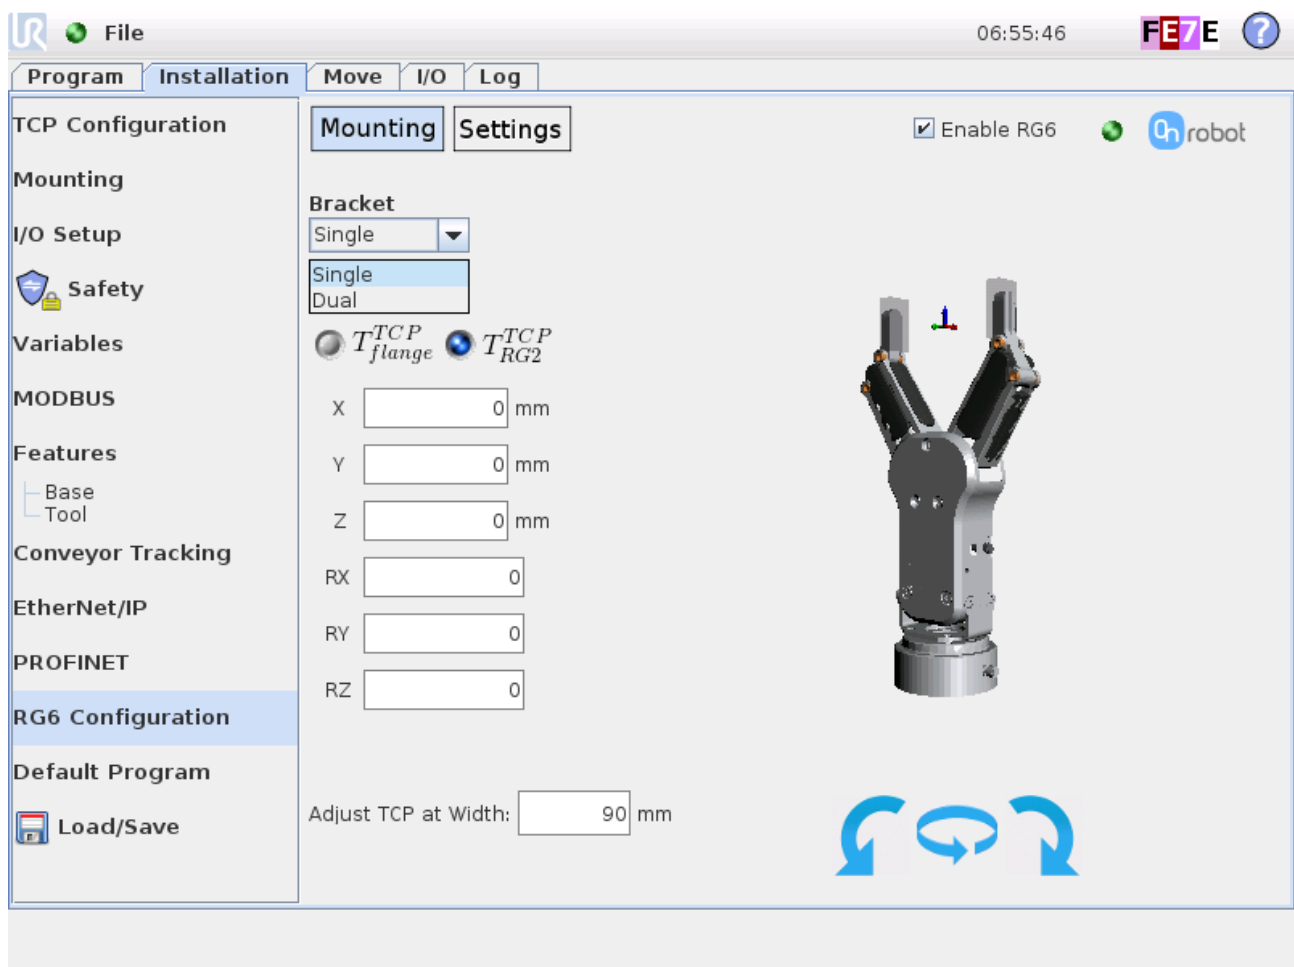 UR File 06:55:46 FE7E ?
Program Installation Move I/O Log
TCP Configuration
Mounting
I/O Setup
Safety
Variables
MODBUS
Features
Base
Tool
Conveyor Tracking
EtherNet/IP
PROFINET
RG6 Configuration
Default Program
Load/Save
Mounting Settings
Enable RG6
On robot
Bracket
Single
Single
Dual
T^{TCP}_{flange} T^{TCP}_{RG2}
X 0 mm
Y 0 mm
Z 0 mm
RX 0
RY 0
RZ 0
Adjust TCP at Width: 90 mm